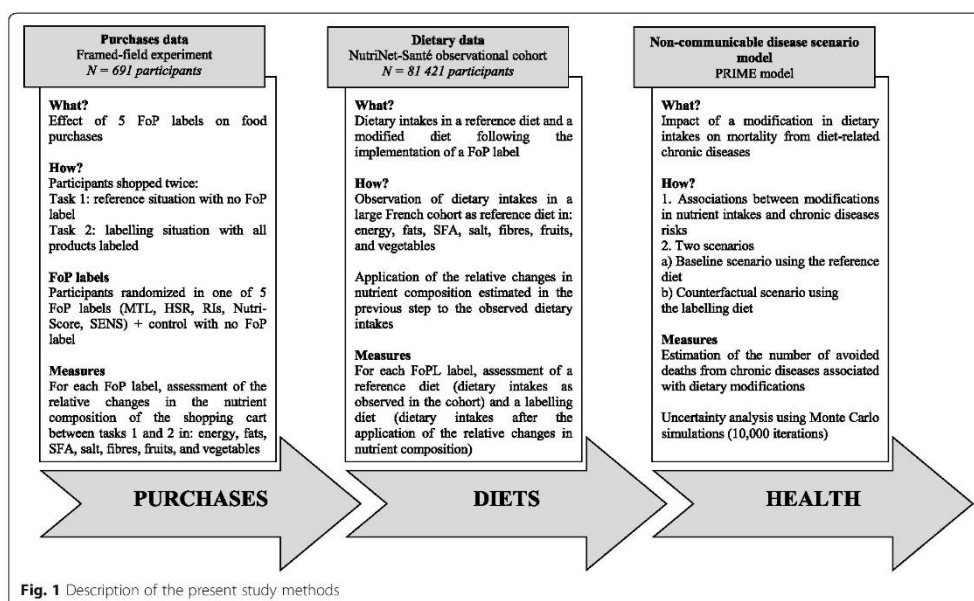 Purchases data
Framed-field experiment
N = 691 participants
What?
Effect of 5 FoP labels on food
purchases
How?
Participants shopped twice:
Task 1: reference situation with no FoP
label
Task 2: labelling situation with all
products labeled
FoP labels
Participants randomized in one of 5
FoP labels (MTL, HSR, RIs, Nutri-
Score, SENS) + control with no FoP
label
Measures
For each FoP label, assessment of the
relative changes in the nutrient
composition of the shopping cart
between tasks 1 and 2 in: energy, fats,
SFA, salt, fibres, fruits, and vegetables
PURCHASES
Dietary data
NutriNet-Santé observational cohort
N = 81 421 participants
What?
Dietary intakes in a reference diet and a
modified diet following the
implementation of a FoP label
How?
Observation of dietary intakes in a
large French cohort as reference diet in:
energy, fats, SFA, salt, fibres, fruits,
and vegetables
Application of the relative changes in
nutrient composition estimated in the
previous step to the observed dietary
intakes
Measures
For each FoPL label, assessment of a
reference diet (dietary intakes as
observed in the cohort) and a labelling
diet (dietary intakes after the
application of the relative changes in
nutrient composition)
DIETS
Non-communicable disease scenario
model
PRIME model
What?
Impact of a modification in dietary
intakes on mortality from diet-related
chronic diseases
How?
1. Associations between modifications
in nutrient intakes and chronic diseases
risks
2. Two scenarios
a) Baseline scenario using the reference
diet
b) Counterfactual scenario using
the labelling diet
Measures
Estimation of the number of avoided
deaths from chronic diseases associated
with dietary modifications
Uncertainty analysis using Monte Carlo
simulations (10,000 iterations)
HEALTH
Fig. 1 Description of the present study methods